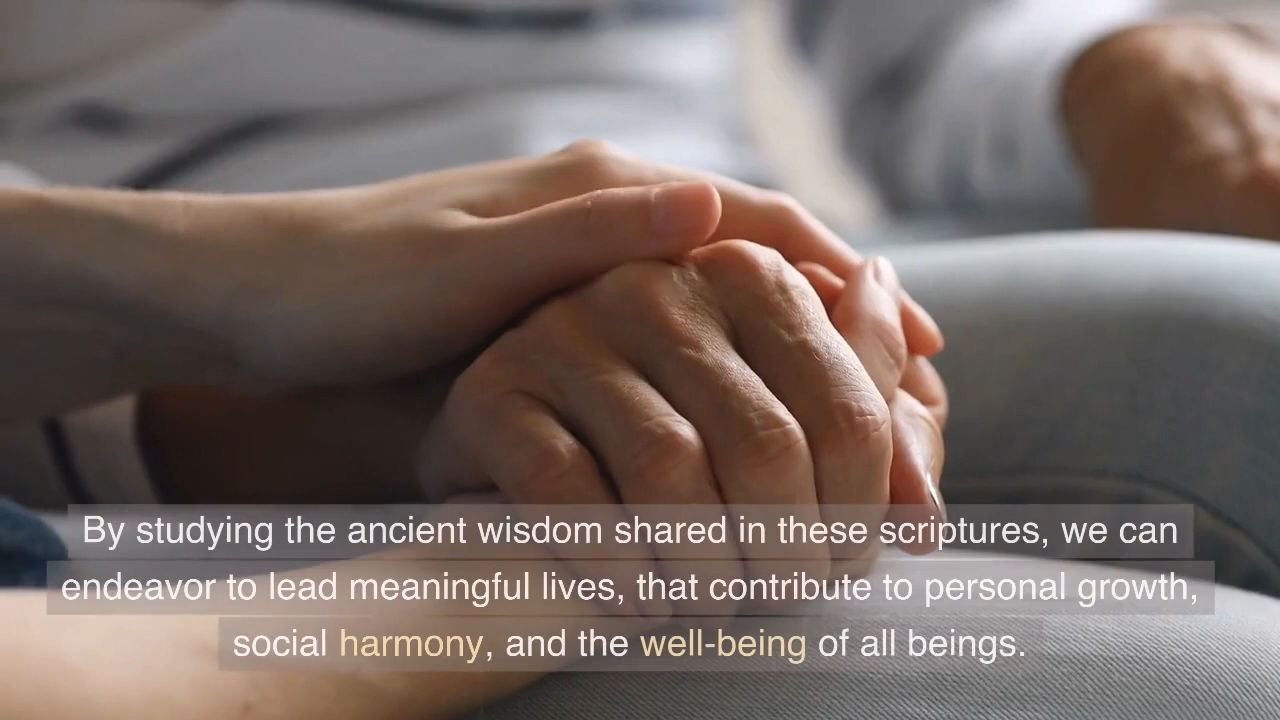 By studying the ancient wisdom shared in these scriptures, we can
endeavor to lead meaningful lives, that contribute to personal growth,
social harmony, and the well-being of all beings.